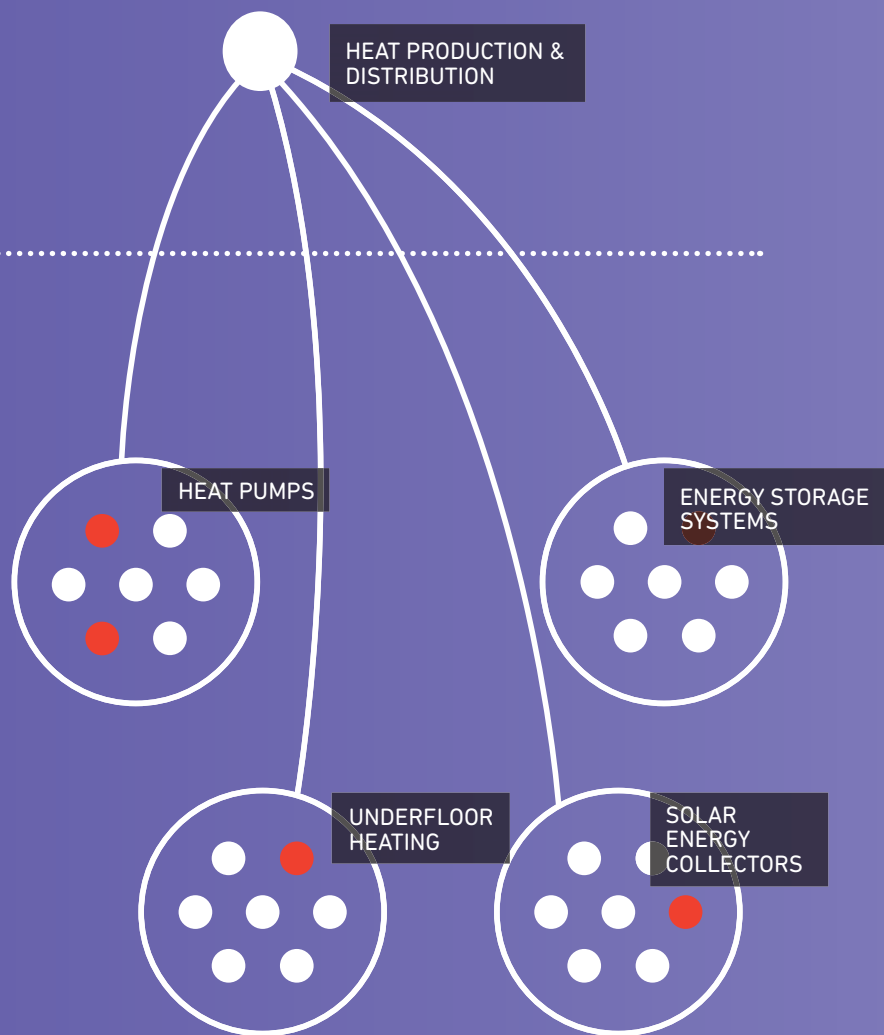 HEAT PRODUCTION &
DISTRIBUTION
HEAT PUMPS
ENERGY STORAGE
SYSTEMS
UNDERFLOOR
HEATING
SOLAR
ENERGY
COLLECTORS